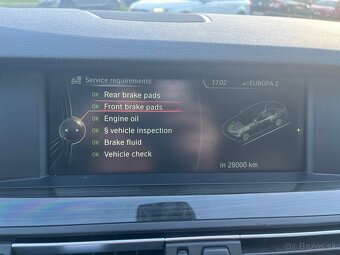 Service requirements
17:02
EUROPA 2
OK Rear brake pads
OK Front brake pads
OK Engine oil
OK § vehicle inspection
OK Brake fluid
OK Vehicle check
in 28000 km